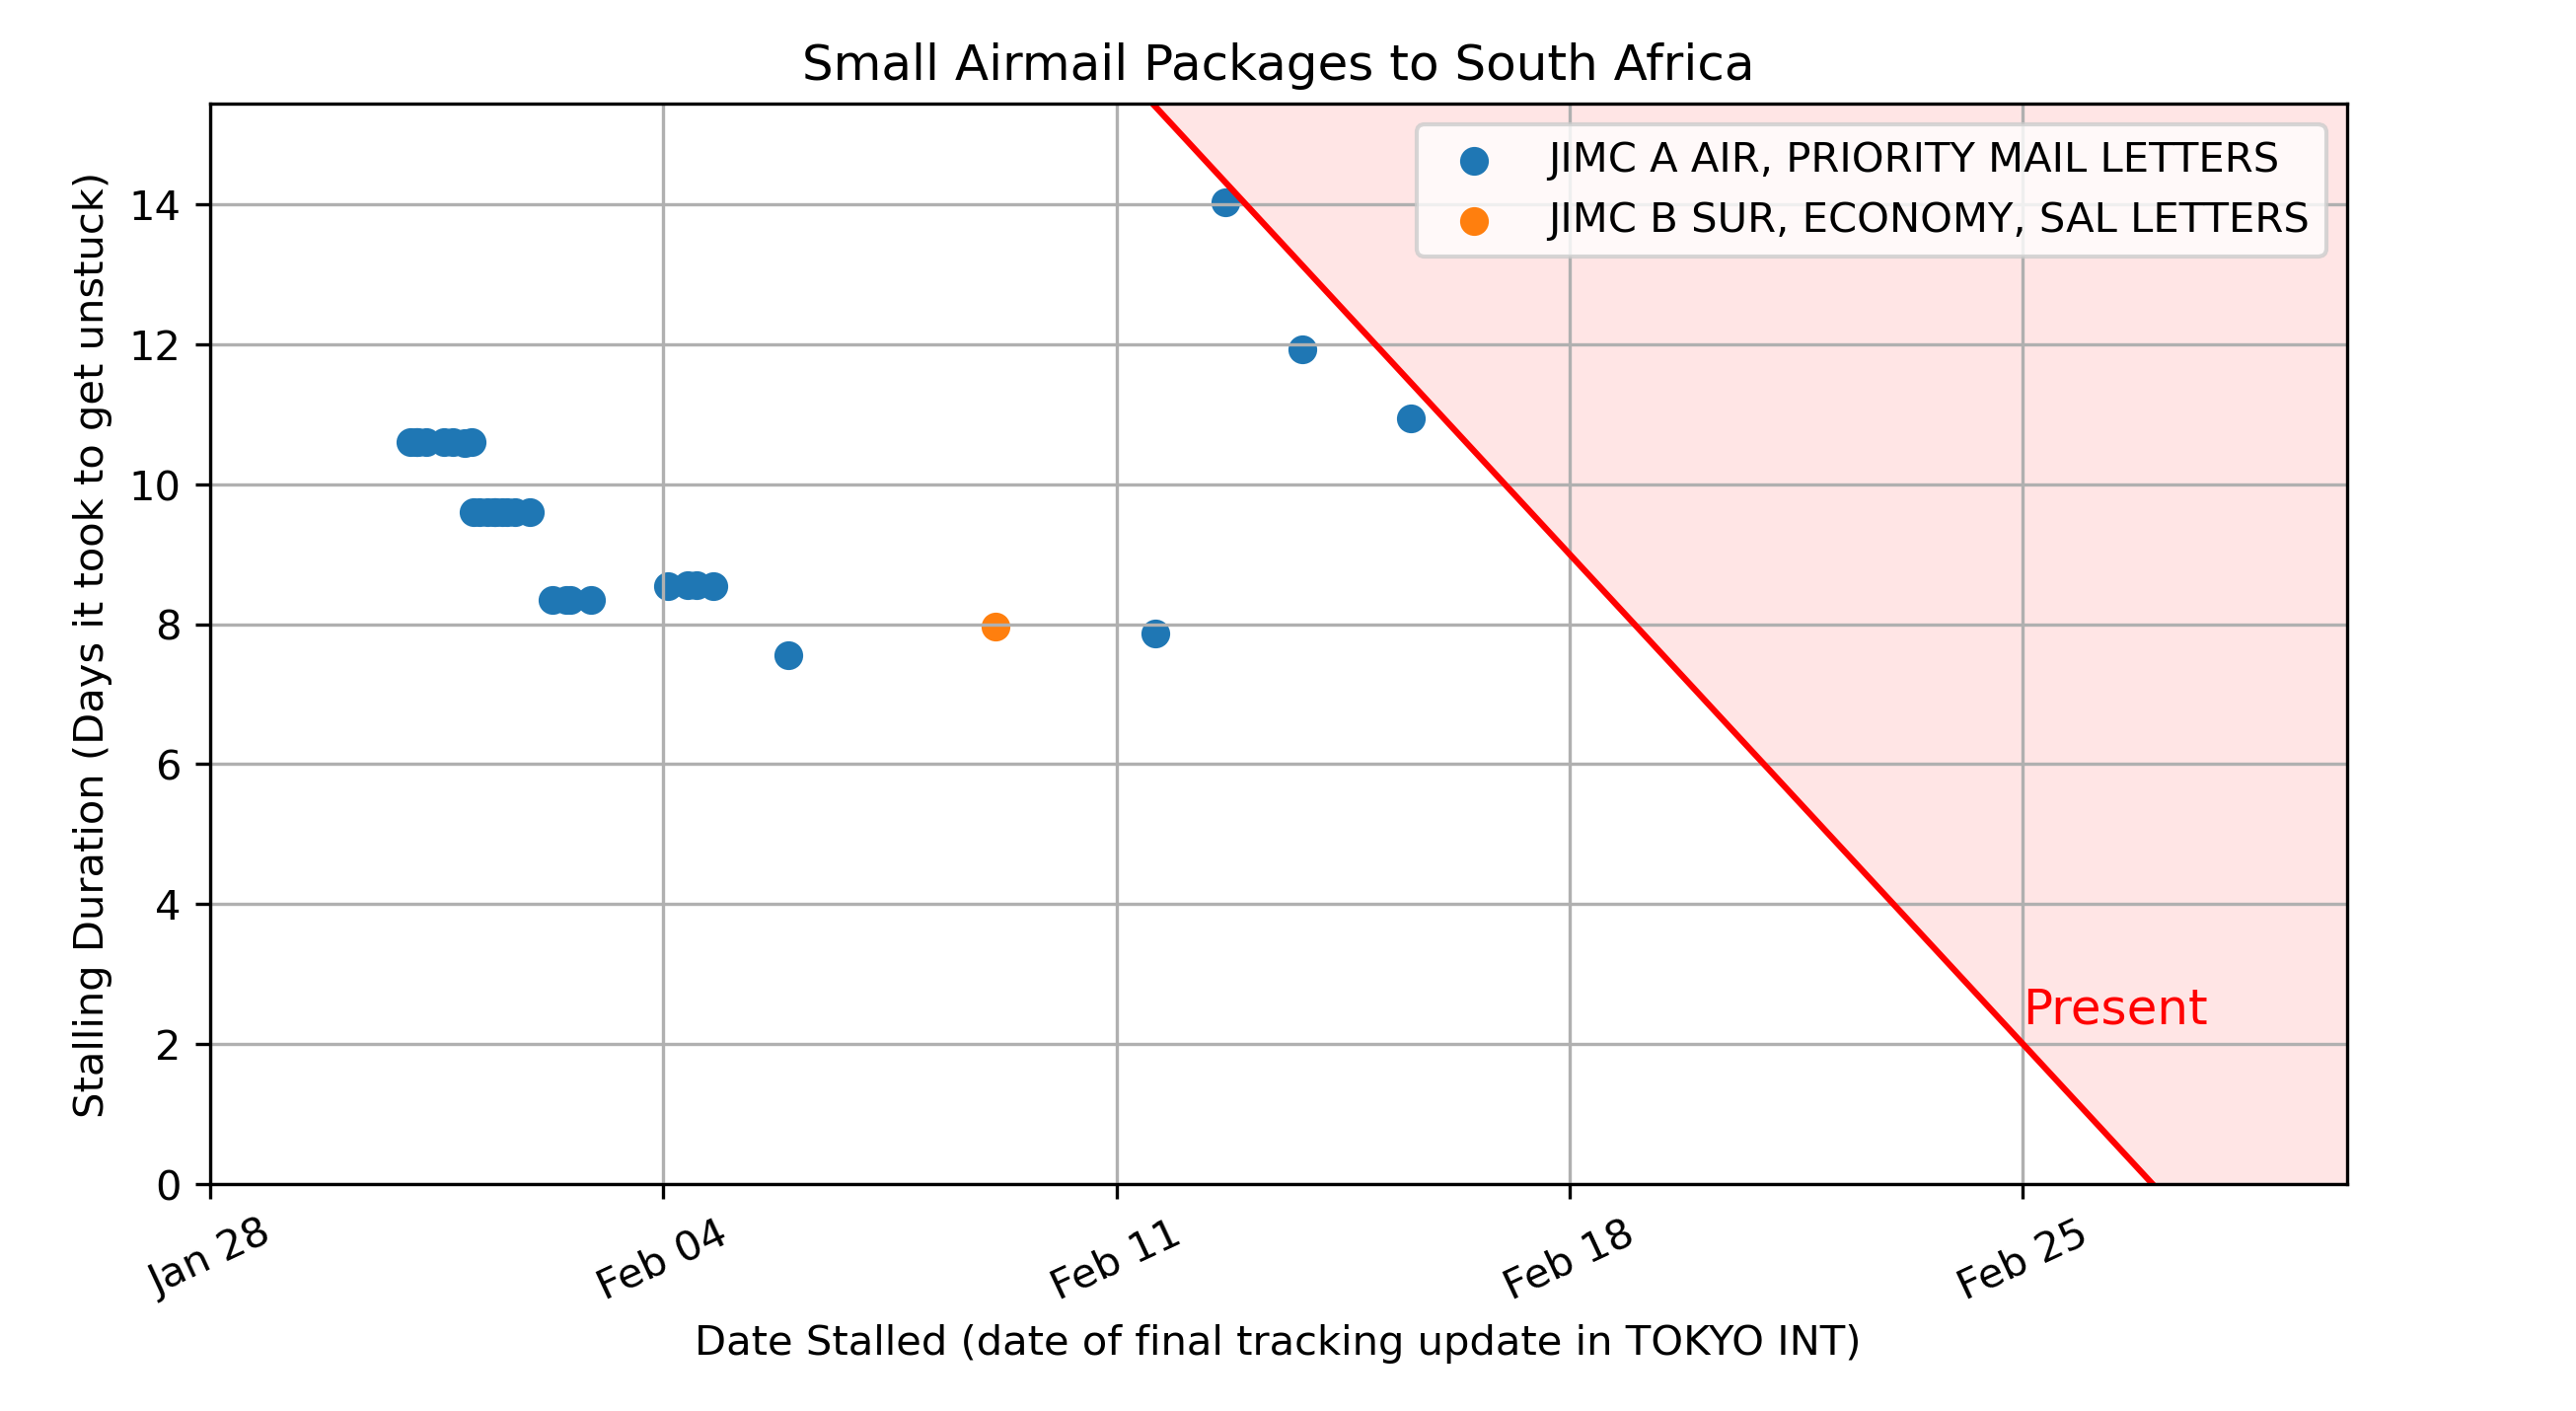 Small Airmail Packages to South Africa
JIMC A AIR, PRIORITY MAIL LETTERS
JIMC B SUR, ECONOMY, SAL LETTERS
Stalling Duration (Days it took to get unstuck)
14
12
10
8
6
4
2
0
Present
Jan 28
Feb 04
Feb 11
Feb 18
Feb 25
Date Stalled (date of final tracking update in TOKYO INT)